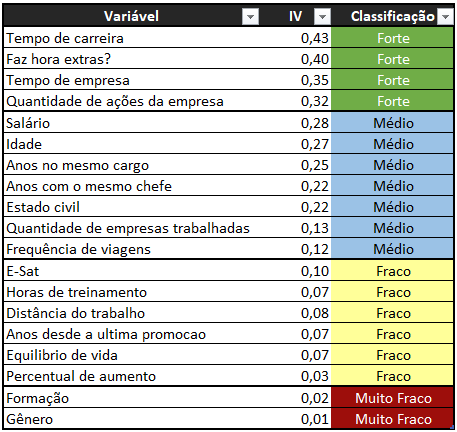 Variável IV Classificação
Tempo de carreira 0,43 Forte
Faz hora extras? 0,40 Forte
Tempo de empresa 0,35 Forte
Quantidade de ações da empresa 0,32 Forte
Salário 0,28 Médio
Idade 0,27 Médio
Anos no mesmo cargo 0,25 Médio
Anos com o mesmo chefe 0,22 Médio
Estado civil 0,22 Médio
Quantidade de empresas trabalhadas 0,13 Médio
Frequência de viagens 0,12 Médio
E-Sat 0,10 Fraco
Horas de treinamento 0,07 Fraco
Distância do trabalho 0,08 Fraco
Anos desde a ultima promocao 0,07 Fraco
Equilibrio de vida 0,07 Fraco
Percentual de aumento 0,03 Fraco
Formação 0,02 Muito Fraco
Gênero 0,01 Muito Fraco